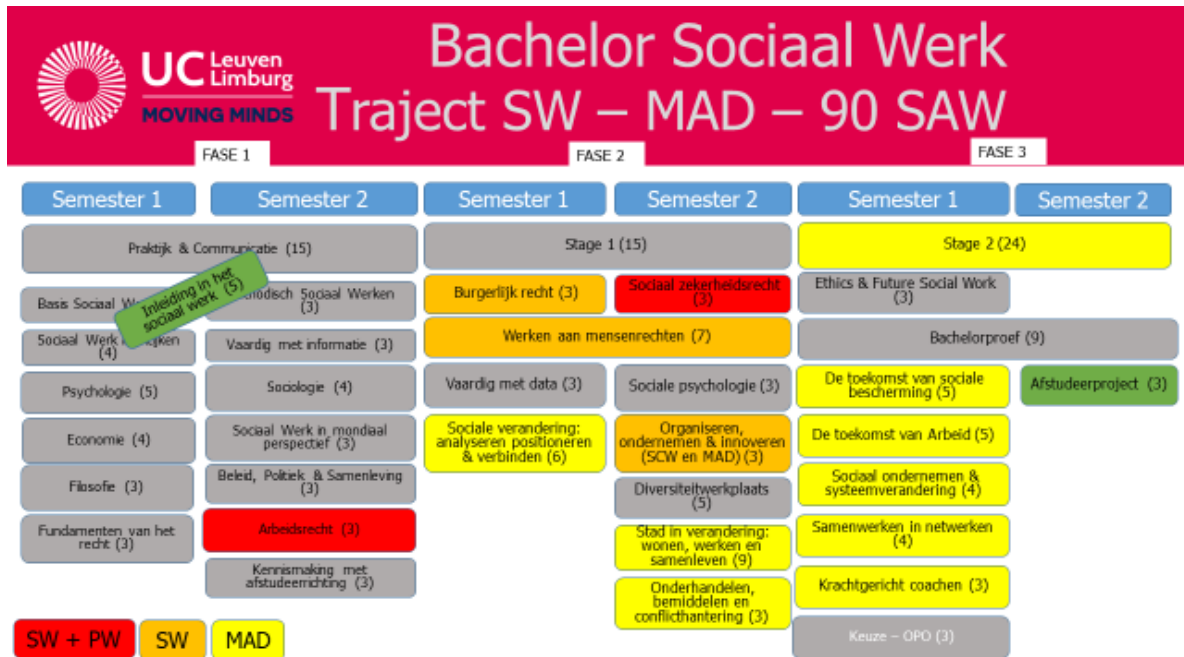 UC Leuven
Limburg
MOVING MINDS
Bachelor Sociaal Werk
Traject SW – MAD – 90 SAW
FASE 1
FASE 2
FASE 3
Semester 1
Semester 2
Semester 1
Semester 2
Semester 1
Semester 2
Praktijk & Communicatie (15)
Inleiding in het
sociaal werk (5)
Basis Sociaal
Sociaal Werk
(4)
Psychologie (5)
Economie (4)
Filosofie (3)
Fundamenten van het
recht (3)
Sociaal Werken
(3)
Vaardig met informatie (3)
Sociologie (4)
Sociaal Werk in mondiaal
perspectief (3)
Beleid, Politiek & Samenleving
(3)
Arbeidsrecht (3)
Kennismaking met
afstudeerrichting (3)
Stage 1 (15)
Burgerlijk recht (3)
Sociaal zekerheidsrecht
(3)
Werken aan mensenrechten (7)
Vaardig met data (3)
Sociale verandering:
analyseren positioneren
& verbinden (6)
Sociale psychologie (3)
Organiseren,
ondernemen & innoveren
(SCW en MAD) (3)
Diversiteitwerkplaats
(5)
Stad in verandering:
wonen, werken en
samenleven (9)
Onderhandelen,
bemiddelen en
conflicthantering (3)
Stage 2 (24)
Ethics & Future Social Work
(3)
Bachelorproef (9)
De toekomst van sociale
bescherming (5)
De toekomst van Arbeid (5)
Sociaal ondernemen &
systeemverandering (4)
Samenwerken in netwerken
(4)
Krachtgericht coachen (3)
Keuze – OPO (3)
Afstudeerproject (3)
SW + PW
SW
MAD